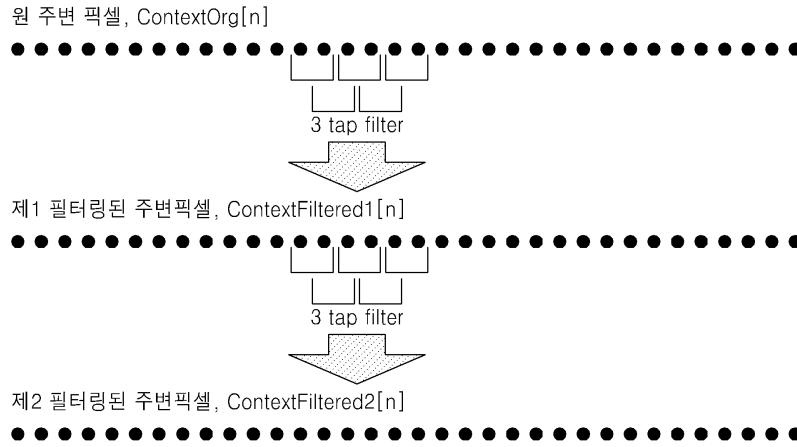 원 주변 픽셀, ContextOrg[n]
3 tap filter
제1 필터링된 주변픽셀, ContextFiltered1[n]
3 tap filter
제2 필터링된 주변픽셀, ContextFiltered2[n]